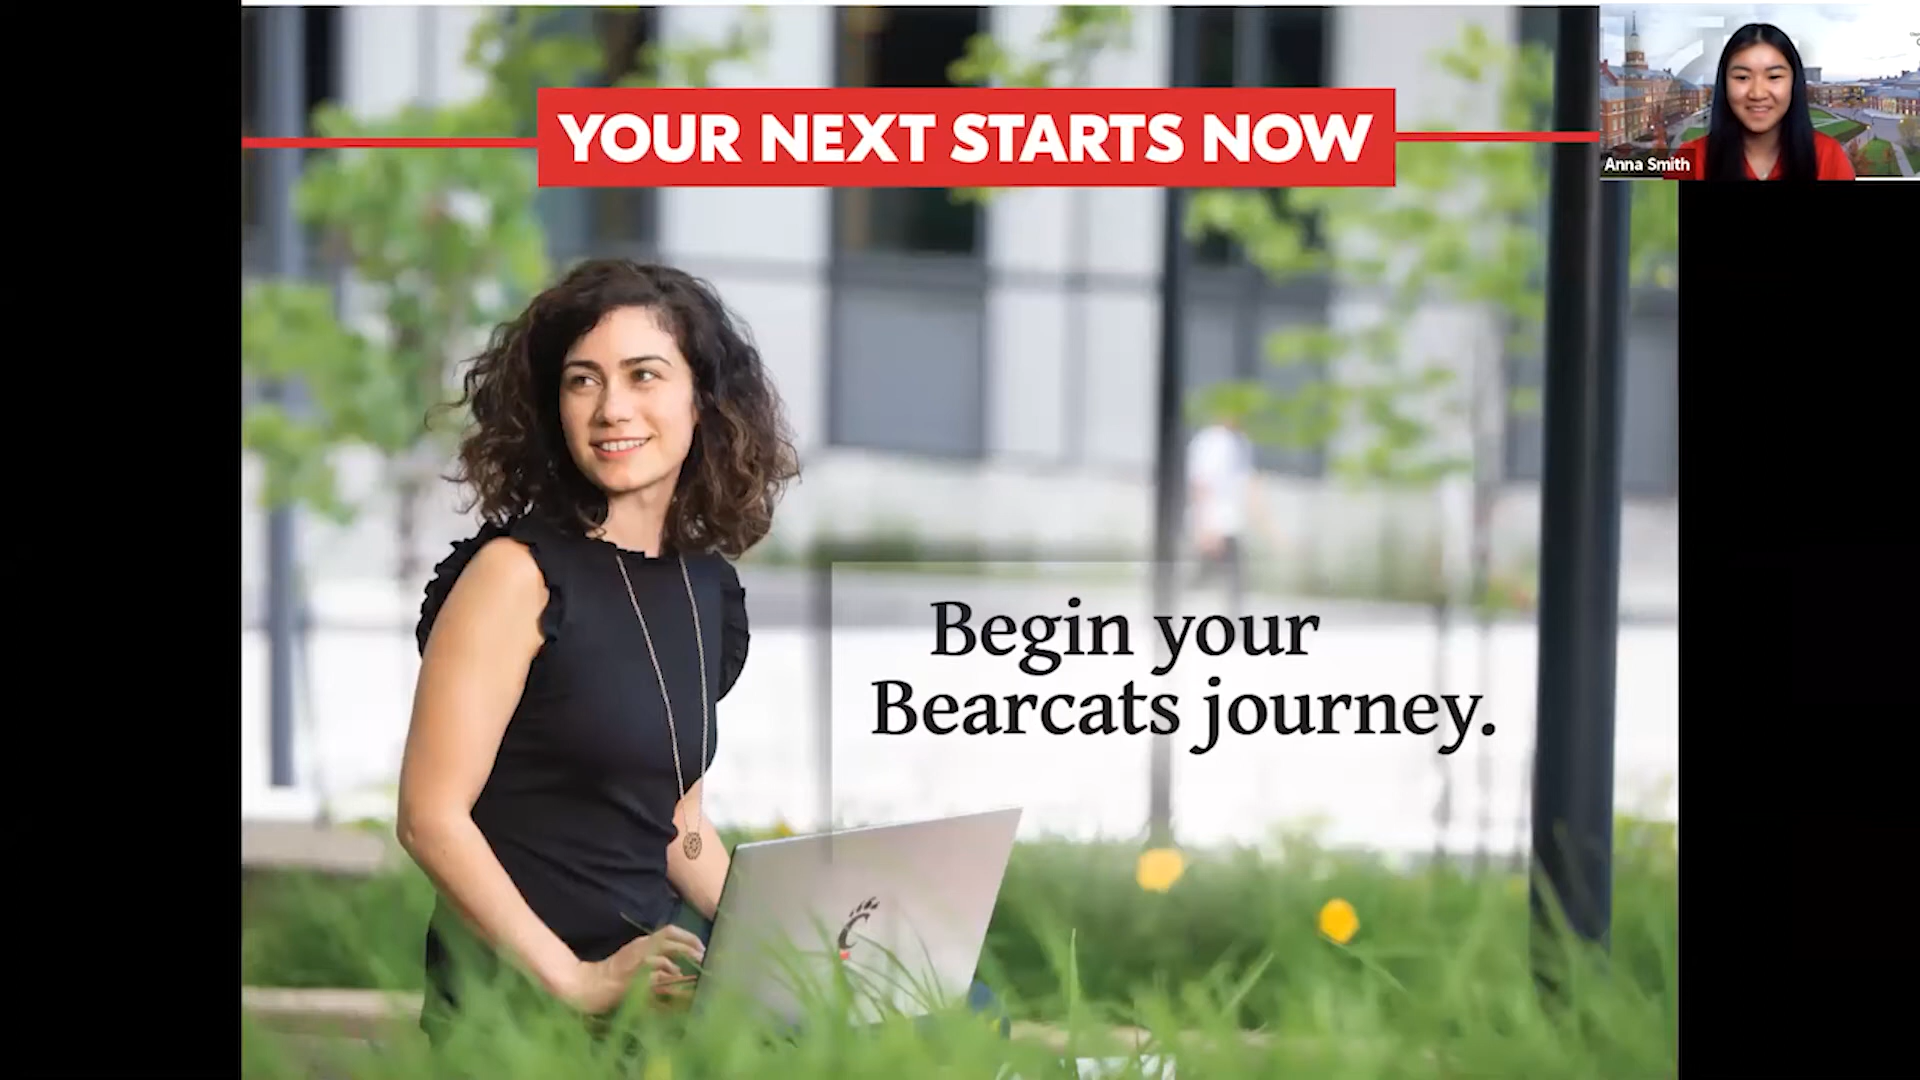 YOUR NEXT STARTS NOW
Anna Smith
Begin your
Bearcats journey.